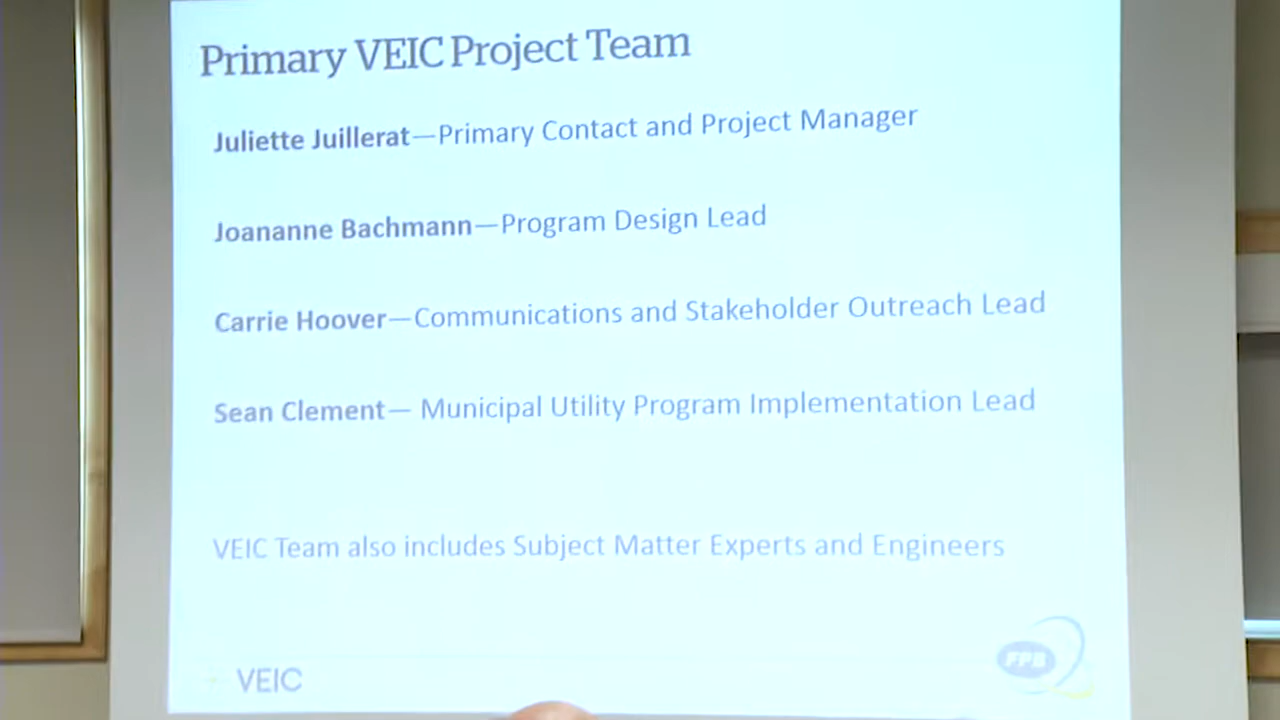 Primary VEIC Project Team
Juliette Juillerat—Primary Contact and Project Manager
Joananne Bachmann—Program Design Lead
Carrie Hoover—Communications and Stakeholder Outreach Lead
Sean Clement— Municipal Utility Program Implementation Lead
VEIC Team also includes Subject Matter Experts and Engineers
VEIC
FPB